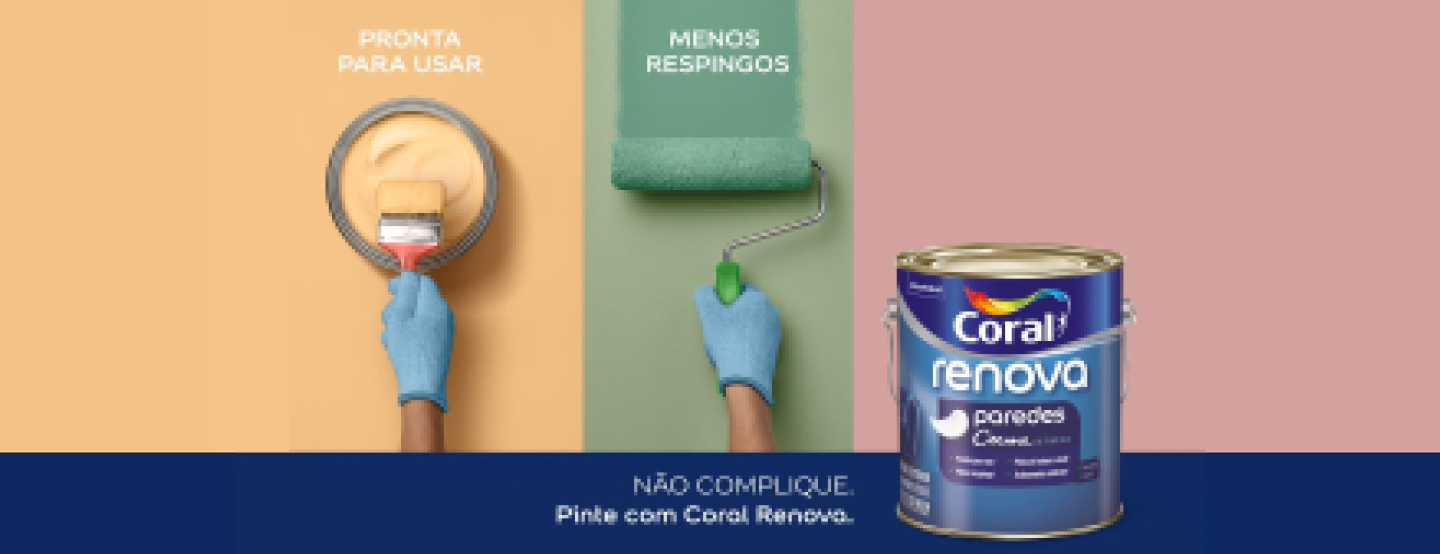 PRONTA
PARA USAR
MENOS
RESPINGOS
Coral
renova
paredes
NÃO COMPLIQUE.
Pinte com Coral Renova.